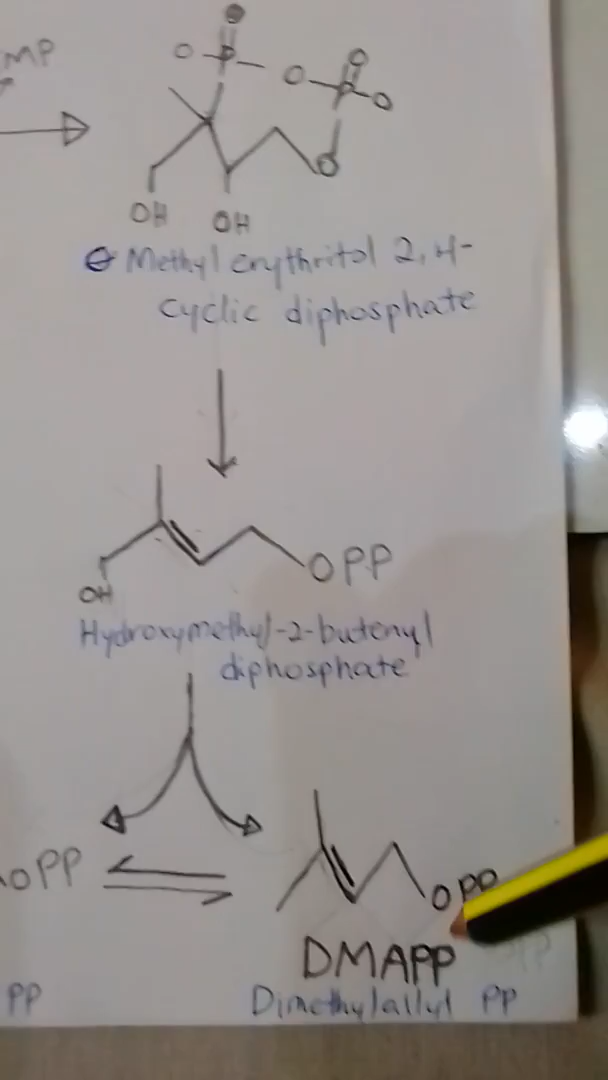 MP
O P O P O
O
OH OH
Methyl erythritol 2,4-
cyclic diphosphate
OPP
OH
Hydroxymethyl-2-butenyl
diphosphate
OPP
OPP
DMAPP
PP
Dimethylallyl PP